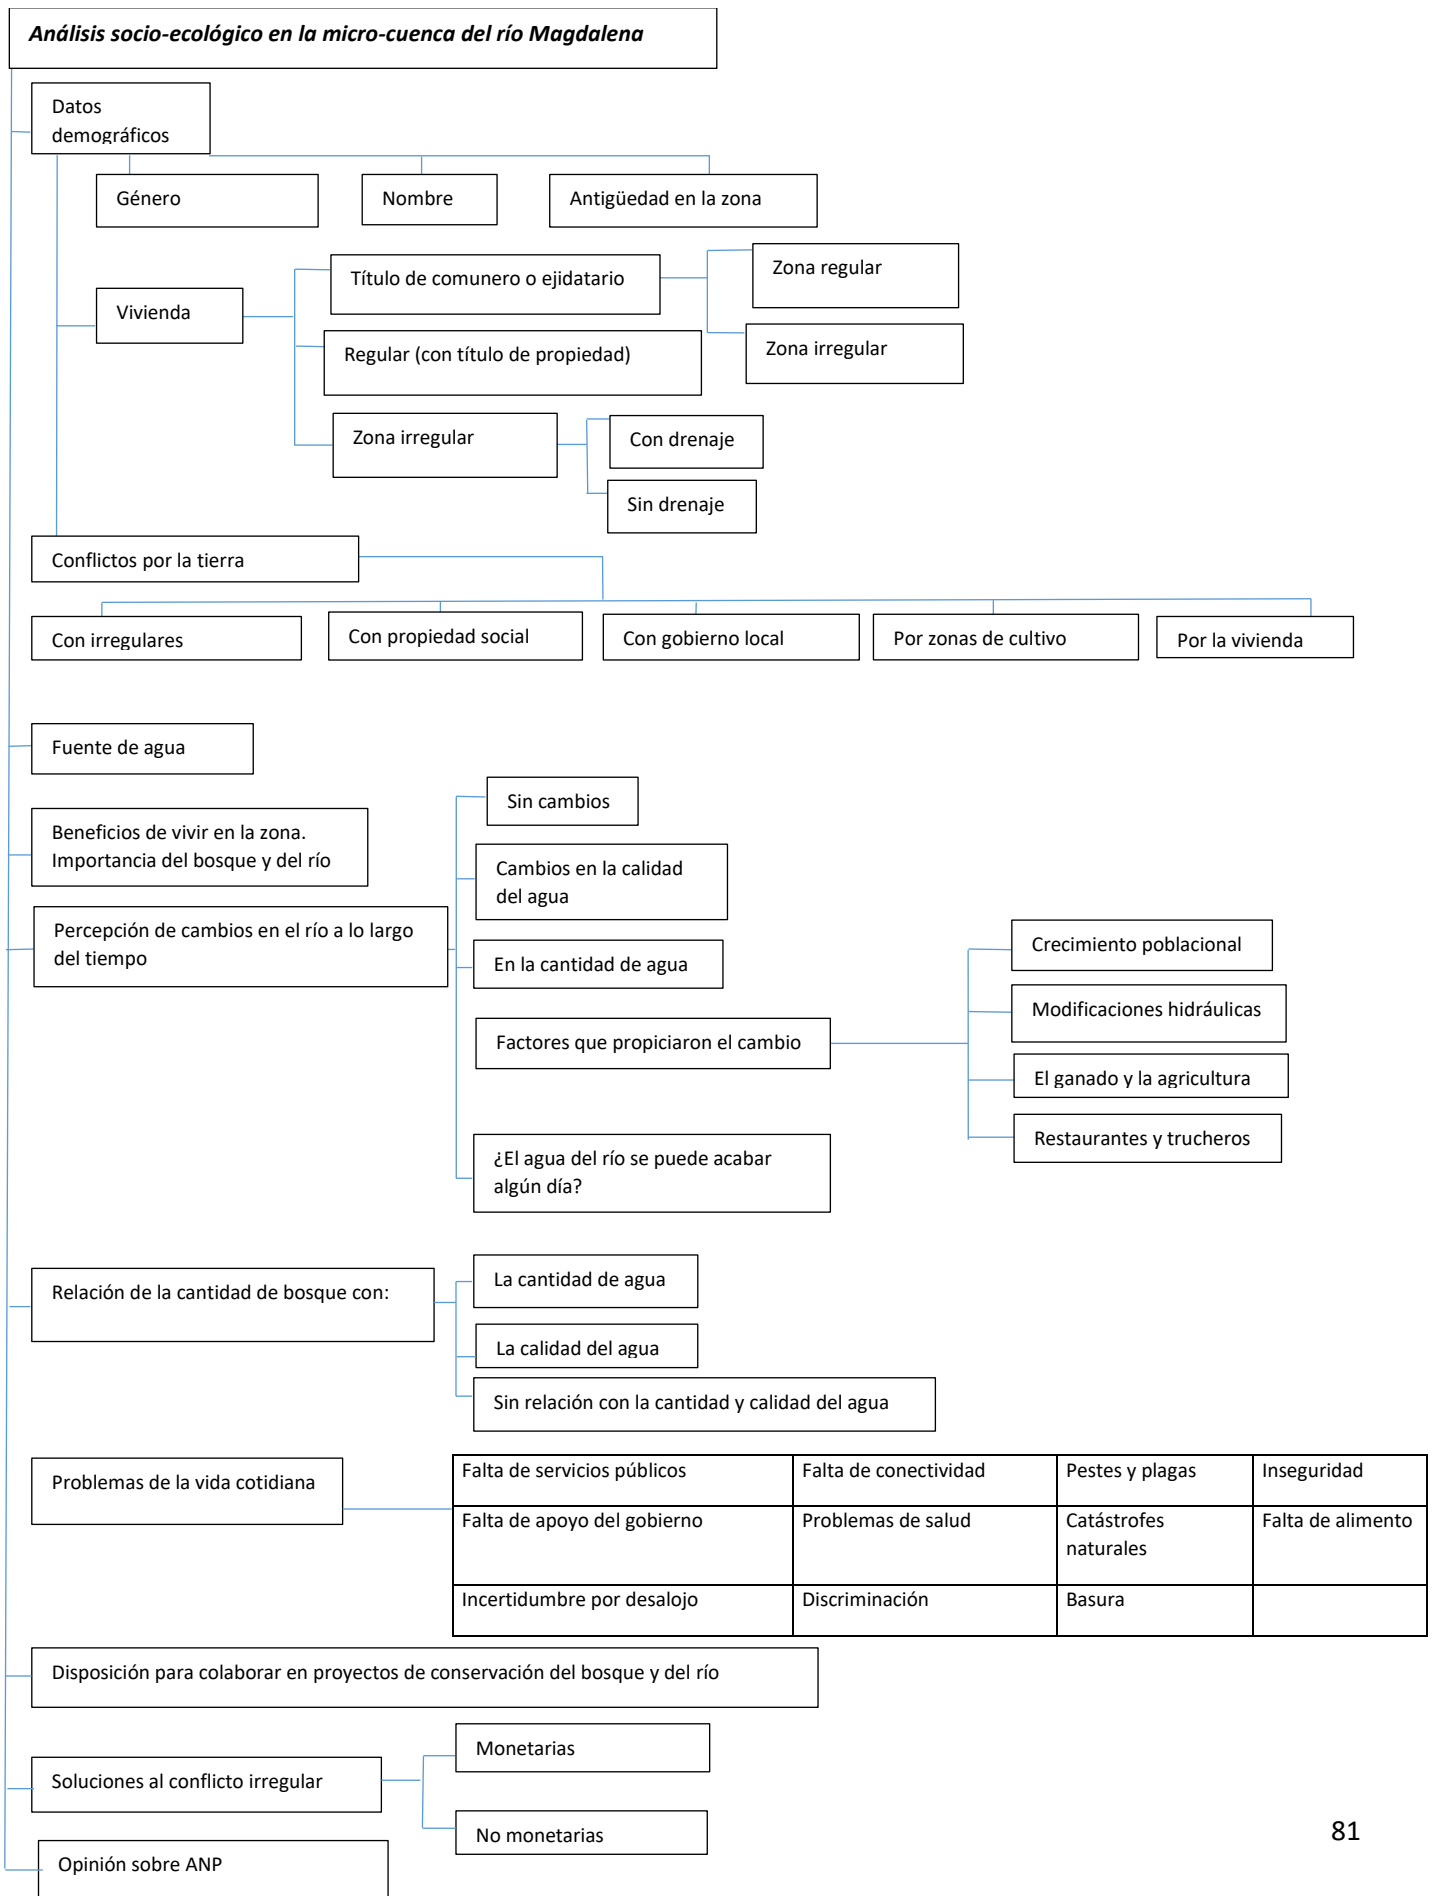 Análisis socio-ecológico en la micro-cuenca del río Magdalena
Datos
demográficos
Género
Nombre
Antigüedad en la zona
Vivienda
Título de comunero o ejidatario
Zona regular
Zona irregular
Regular (con título de propiedad)
Zona irregular
Con drenaje
Sin drenaje
Conflictos por la tierra
Con irregulares
Con propiedad social
Con gobierno local
Por zonas de cultivo
Por la vivienda
Fuente de agua
Beneficios de vivir en la zona.
Importancia del bosque y del río
Percepción de cambios en el río a lo largo
del tiempo
Sin cambios
Cambios en la calidad
del agua
En la cantidad de agua
Factores que propiciaron el cambio
Crecimiento poblacional
Modificaciones hidráulicas
El ganado y la agricultura
Restaurantes y trucheros
¿El agua del río se puede acabar
algún día?
Relación de la cantidad de bosque con:
La cantidad de agua
La calidad del agua
Sin relación con la cantidad y calidad del agua
Problemas de la vida cotidiana
Falta de servicios públicos
Falta de conectividad
Pestes y plagas
Inseguridad
Falta de apoyo del gobierno
Problemas de salud
Catástrofes
naturales
Falta de alimento
Incertidumbre por desalojo
Discriminación
Basura
Disposición para colaborar en proyectos de conservación del bosque y del río
Soluciones al conflicto irregular
Monetarias
No monetarias
Opinión sobre ANP
81